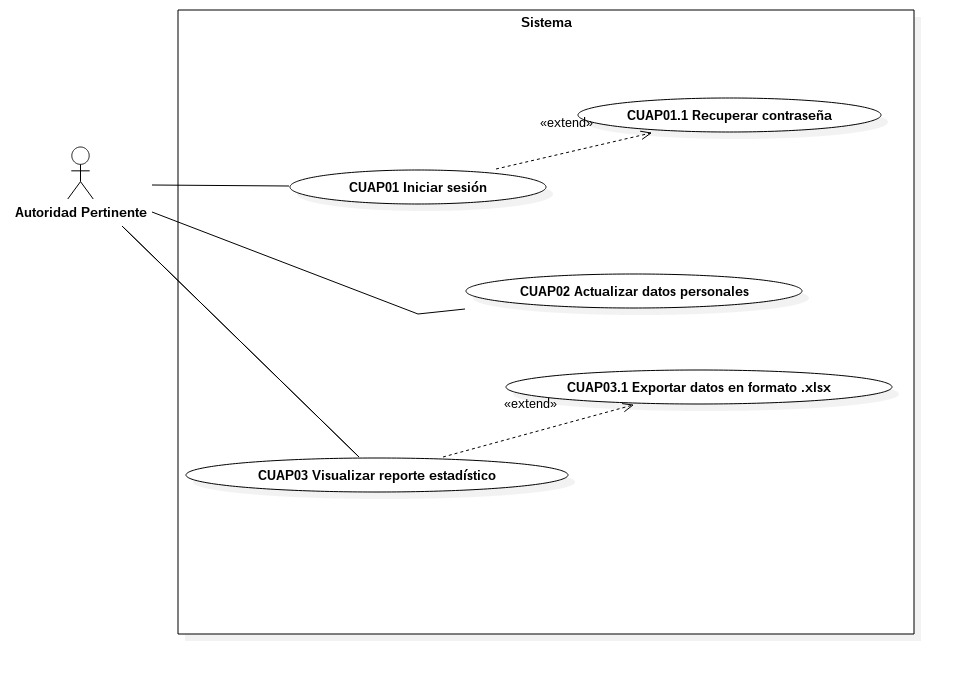 Sistema
«extend»
CUAP01.1 Recuperar contraseña
CUAP01 Iniciar sesión
Autoridad Pertinente
CUAP02 Actualizar datos personales
CUAP03.1 Exportar datos en formato .xlsx
«extend»
CUAP03 Visualizar reporte estadístico